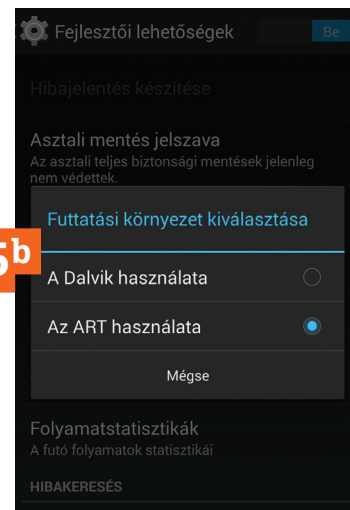 Fejlesztői lehetőségek
Be
Hibajelentés készítése
Asztali mentés jelszava
Az asztali teljes biztonsági mentések jelenleg
nem védettek.
Futtatási környezet kiválasztása
5b
A Dalvik használata
Az ART használata
Mégse
Folyamatstatisztikák
A futó folyamatok statisztikái
HIBAKERESÉS